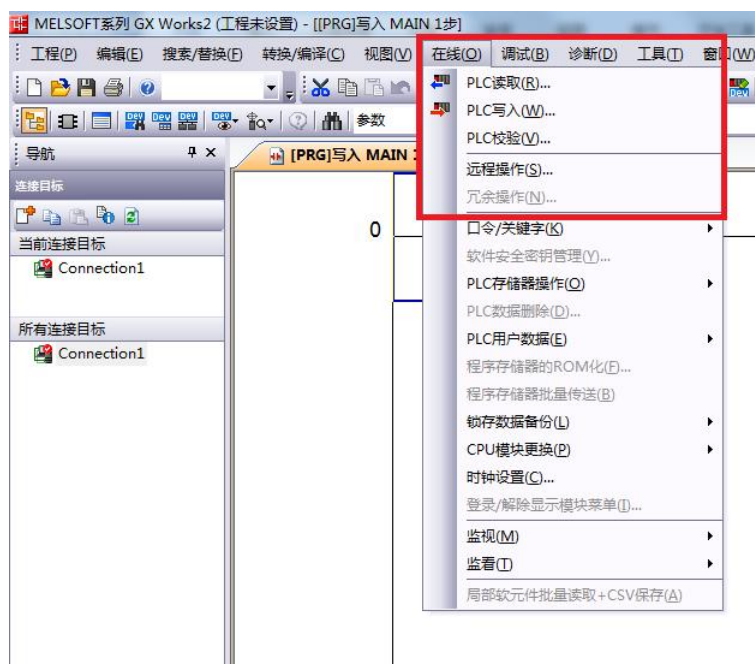 MELSOFT系列 GX Works2 (工程未设置) - [[PRG]写入 MAIN 1步]
工程(P) 编辑(E) 搜索/替换(F) 转换/编译(C) 视图(V) 在线(O) 调试(B) 诊断(D) 工具(T) 窗口(W)
参数
导航
[PRG]写入 MAIN 1
连接目标
当前连接目标
Connection1
所有连接目标
Connection1
0
PLC读取(R)...
PLC写入(W)...
PLC校验(V)...
远程操作(S)...
冗余操作(N)...
口令/关键字(K)
软件安全密钥管理(Y)...
PLC存储器操作(O)
PLC数据删除(D)...
PLC用户数据(E)
程序存储器的ROM化(F)...
程序存储器批量传送(B)
锁存数据备份(L)
CPU模块更换(P)
时钟设置(C)...
登录/解除显示模块菜单(I)...
监视(M)
监看(T)
局部软元件批量读取+CSV保存(A)